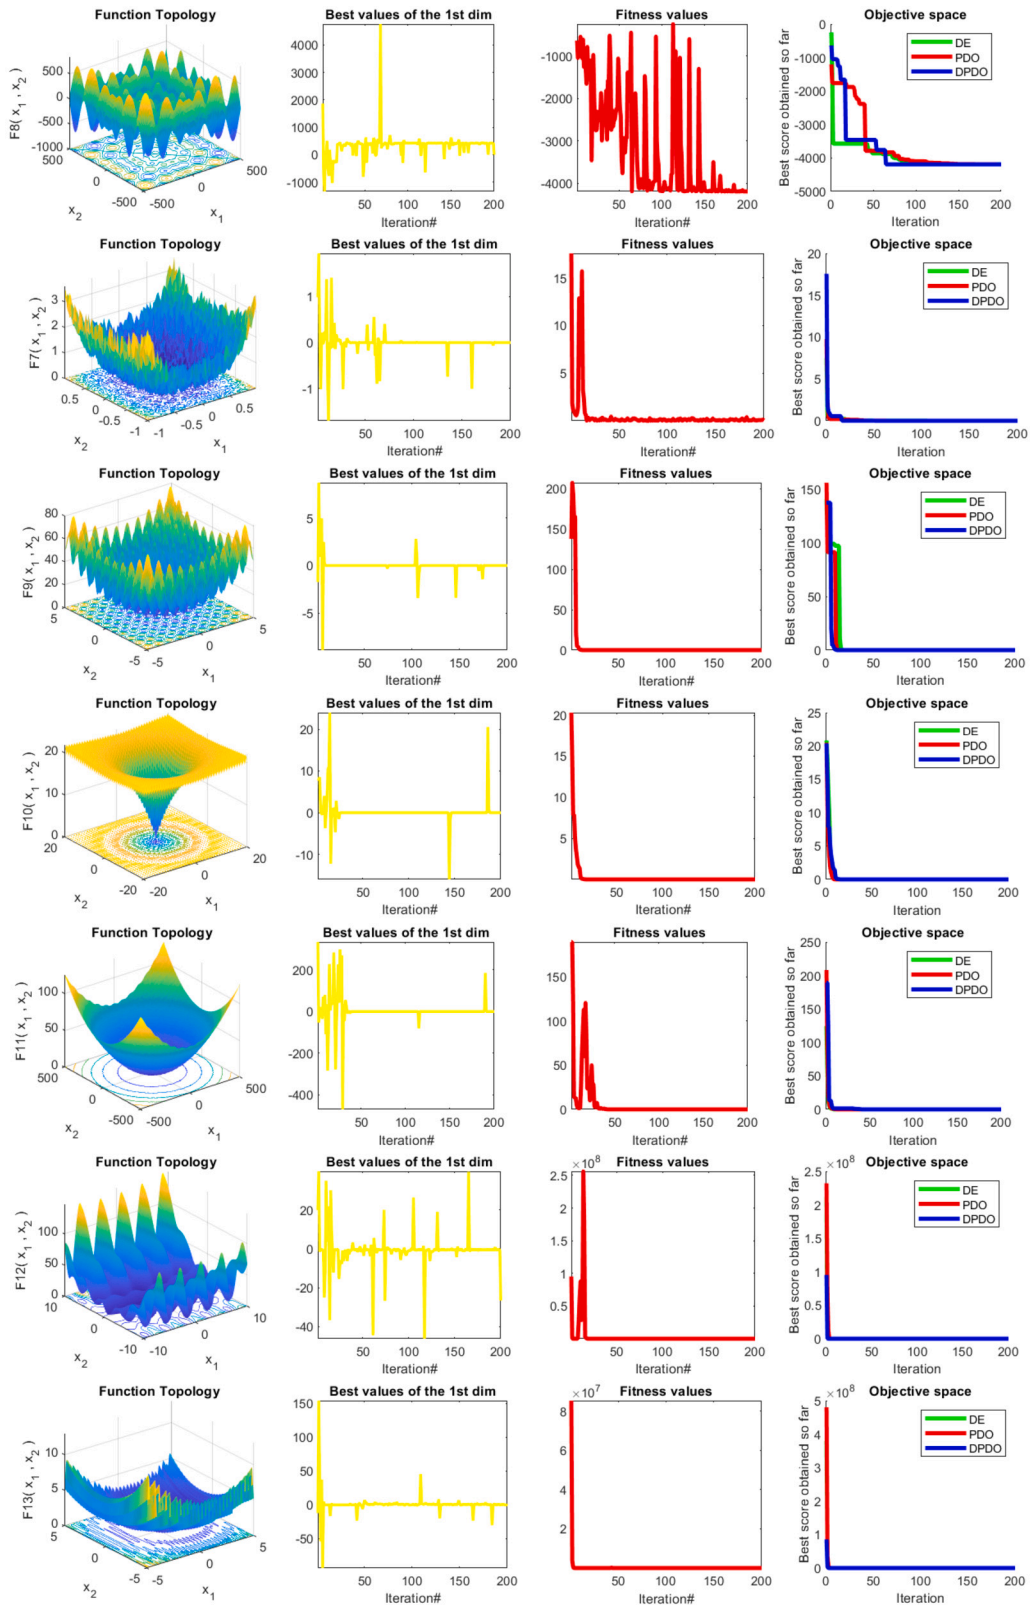 Function Topology
Best values of the 1st dim
Fitness values
Objective space
F8( x1 , x2 )
500
0
-500
-1000
500
0
-500
-500
0
500
x2
x1
4000
3000
2000
1000
0
-1000
50
100
150
200
Iteration#
-1000
-2000
-3000
-4000
50
100
150
200
Iteration#
Best score obtained so far
0
-1000
-2000
-3000
-4000
-5000
0
50
100
150
200
Iteration
DE
PDO
DPDO
Function Topology
Best values of the 1st dim
Fitness values
Objective space
F7( x1 , x2 )
3
2
1
0
0.5
0
-0.5
-1
-1
-0.5
0
0.5
x2
x1
1
0
-1
50
100
150
200
Iteration#
15
10
5
50
100
150
200
Iteration#
Best score obtained so far
20
15
10
5
0
0
50
100
150
200
Iteration
DE
PDO
DPDO
Function Topology
Best values of the 1st dim
Fitness values
Objective space
F9( x1 , x2 )
80
60
40
20
0
5
0
-5
-5
0
5
x2
x1
5
0
-5
50
100
150
200
Iteration#
200
150
100
50
0
50
100
150
200
Iteration#
Best score obtained so far
150
100
50
0
0
50
100
150
200
Iteration
DE
PDO
DPDO
Function Topology
Best values of the 1st dim
Fitness values
Objective space
F10( x1 , x2 )
20
15
10
5
0
20
0
-20
-20
0
20
x2
x1
20
10
0
-10
50
100
150
200
Iteration#
20
15
10
5
50
100
150
200
Iteration#
Best score obtained so far
25
20
15
10
5
0
0
50
100
150
200
Iteration
DE
PDO
DPDO
Function Topology
Best values of the 1st dim
Fitness values
Objective space
F11( x1 , x2 )
100
50
0
500
0
-500
-500
0
500
x2
x1
200
0
-200
-400
50
100
150
200
Iteration#
150
100
50
0
50
100
150
200
Iteration#
Best score obtained so far
250
200
150
100
50
0
0
50
100
150
200
Iteration
DE
PDO
DPDO
Function Topology
Best values of the 1st dim
Fitness values
Objective space
F12( x1 , x2 )
100
50
0
10
0
-10
-10
0
10
x2
x1
20
0
-20
-40
50
100
150
200
Iteration#
×10^8
2.5
2
1.5
1
0.5
50
100
150
200
Iteration#
Best score obtained so far
×10^8
2.5
2
1.5
1
0.5
0
0
50
100
150
200
Iteration
DE
PDO
DPDO
Function Topology
Best values of the 1st dim
Fitness values
Objective space
F13( x1 , x2 )
10
5
0
5
0
-5
-5
0
5
x2
x1
150
100
50
0
-50
50
100
150
200
Iteration#
×10^7
8
6
4
2
50
100
150
200
Iteration#
Best score obtained so far
×10^8
5
4
3
2
1
0
0
50
100
150
200
Iteration
DE
PDO
DPDO